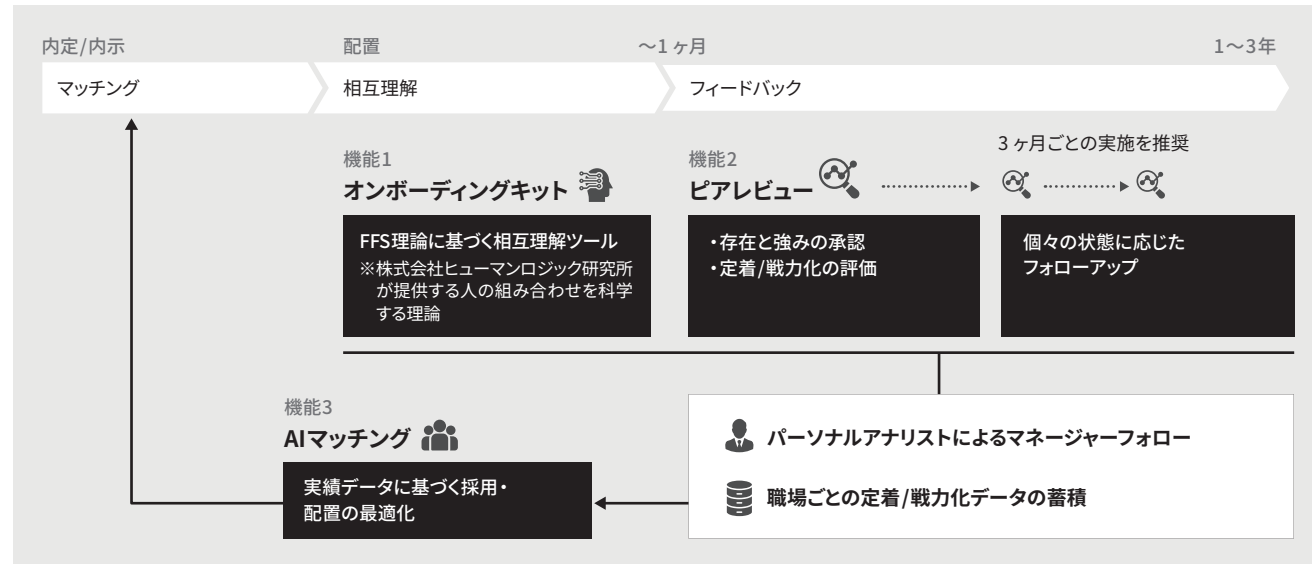 内定/内示
配置
～1ヶ月
1～3年
マッチング
相互理解
フィードバック
機能1
オンボーディングキット
FFS理論に基づく相互理解ツール
※株式会社ヒューマンロジック研究所
が提供する人の組み合わせを科学
する理論
機能2
ピアレビュー
・存在と強みの承認
・定着/戦力化の評価
3ヶ月ごとの実施を推奨
個々の状態に応じた
フォローアップ
機能3
AIマッチング
実績データに基づく採用・
配置の最適化
パーソナルアナリストによるマネージャーフォロー
職場ごとの定着/戦力化データの蓄積